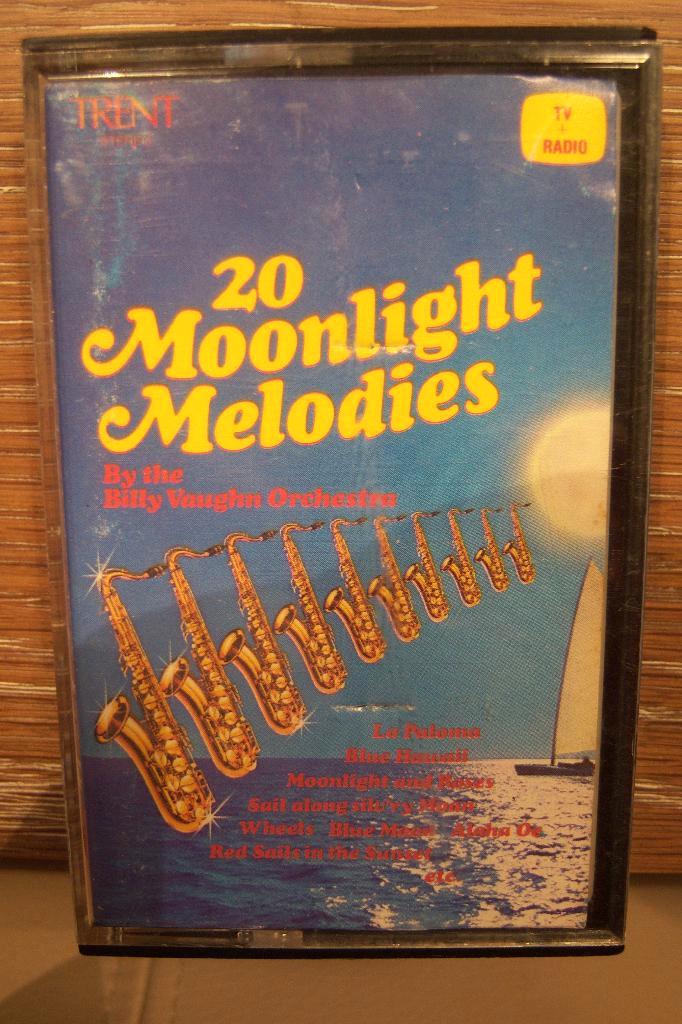 TRENT
TV
+
RADIO
20
Moonlight
Melodies
By the
Billy Vaughn Orchestra
La Paloma
Blue Hawaii
Moonlight and Roses
Sail along silv'ry Moon
Wheels Blue Moon Aloha Oe
Red Sails in the Sunset
etc.